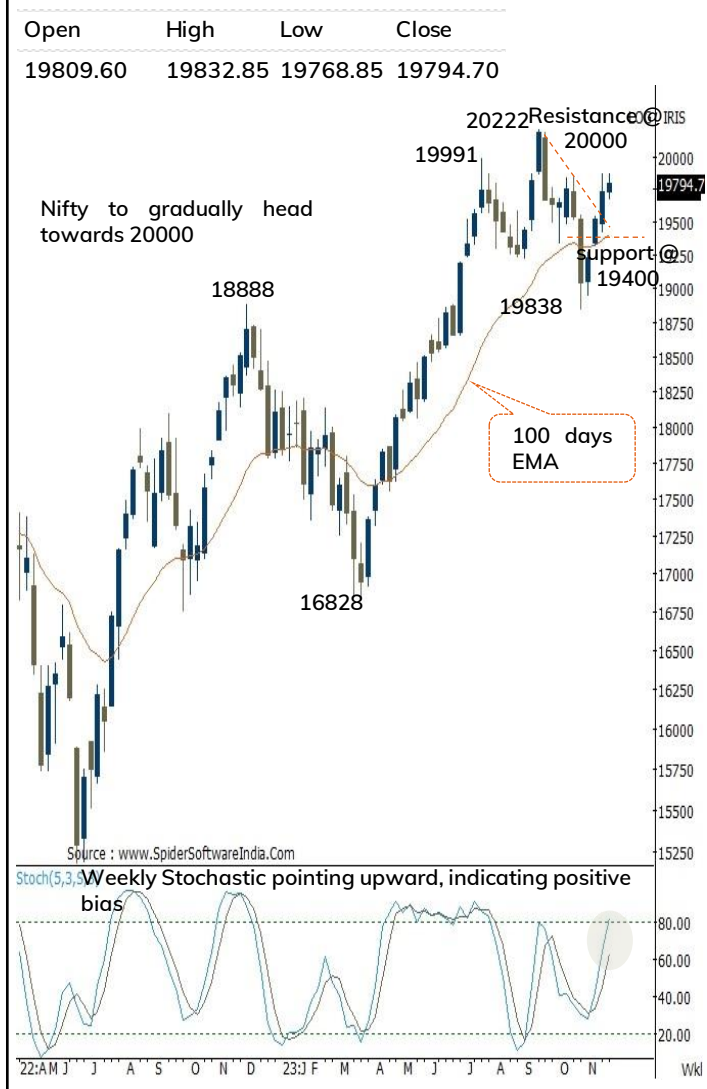 Open High Low Close
19809.60 19832.85 19768.85 19794.70
20222 Resistance @ IRIS
20000
19991
20000
19794.7
Nifty to gradually head
towards 20000
19500
support @
19250
19400
18888
19000
19838
18750
18500
18250
100 days
EMA
18000
17750
17500
17250
17000
16828
16750
16500
16250
16000
15750
15500
Source : www.SpiderSoftwareIndia.Com
15250
Stoch(5,3,
Weekly Stochastic pointing upward, indicating positive
bias
80.00
60.00
40.00
20.00
22:A M J J A S O N D 23:J F M A M J J A S O N Wkl